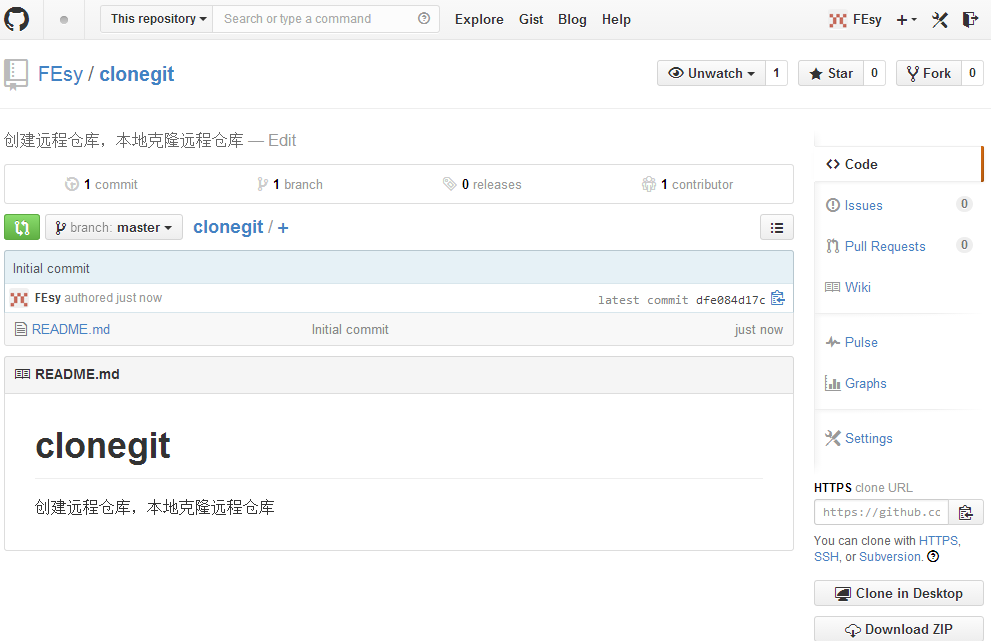 This repository Search or type a command Explore Gist Blog Help FEsy
FEsy / clonegit Unwatch 1 Star 0 Fork 0
创建远程仓库，本地克隆远程仓库 — Edit
1 commit 1 branch 0 releases 1 contributor
branch: master clonegit / +
Initial commit
FEsy authored just now latest commit dfe084d17c
README.md Initial commit just now
README.md
clonegit
创建远程仓库，本地克隆远程仓库
Code
Issues 0
Pull Requests 0
Wiki
Pulse
Graphs
Settings
HTTPS clone URL
https://github.cc
You can clone with HTTPS,
SSH, or Subversion.
Clone in Desktop
Download ZIP